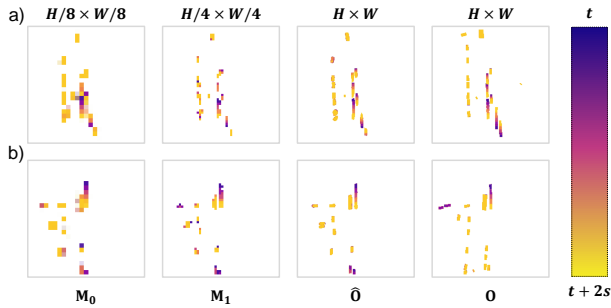 H/8 × W/8 H/4 × W/4 H × W H × W t
a)
b)
M₀ M₁ Ô O t + 2s